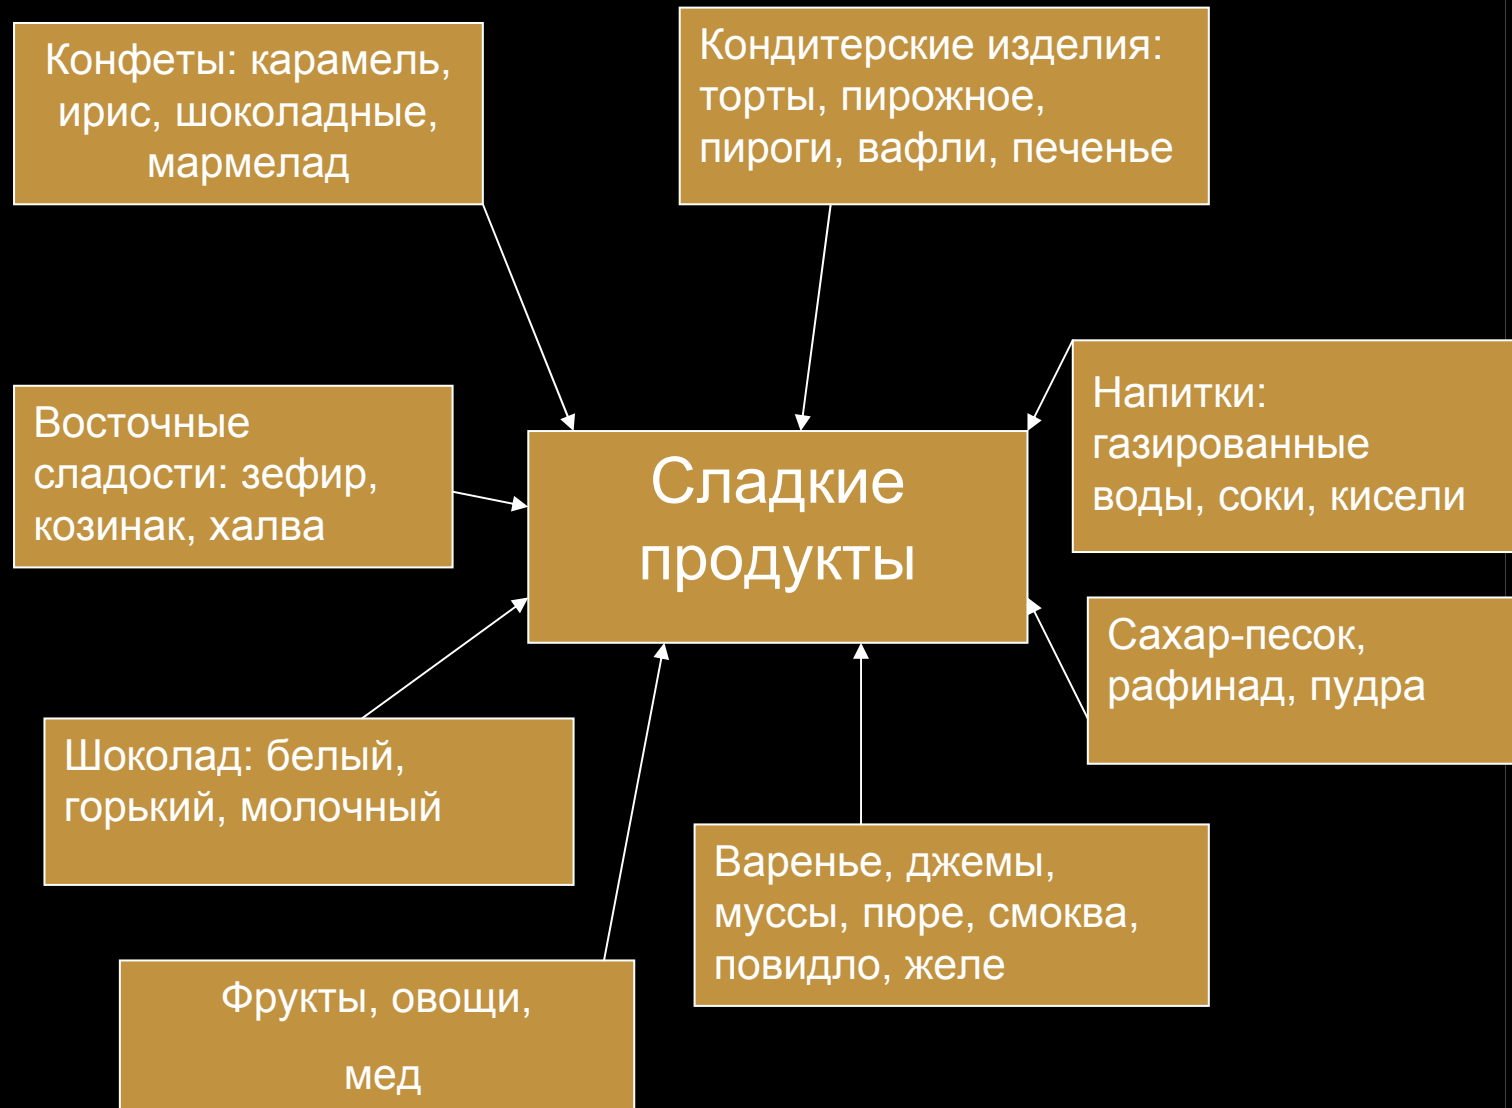 Конфеты: карамель,
ирис, шоколадные,
мармелад
Кондитерские изделия:
торты, пирожное,
пироги, вафли, печенье
Восточные
сладости: зефир,
козинак, халва
Сладкие
продукты
Напитки:
газированные
воды, соки, кисели
Сахар-песок,
рафинад, пудра
Шоколад: белый,
горький, молочный
Варенье, джемы,
муссы, пюре, смоква,
повидло, желе
Фрукты, овощи,
мед